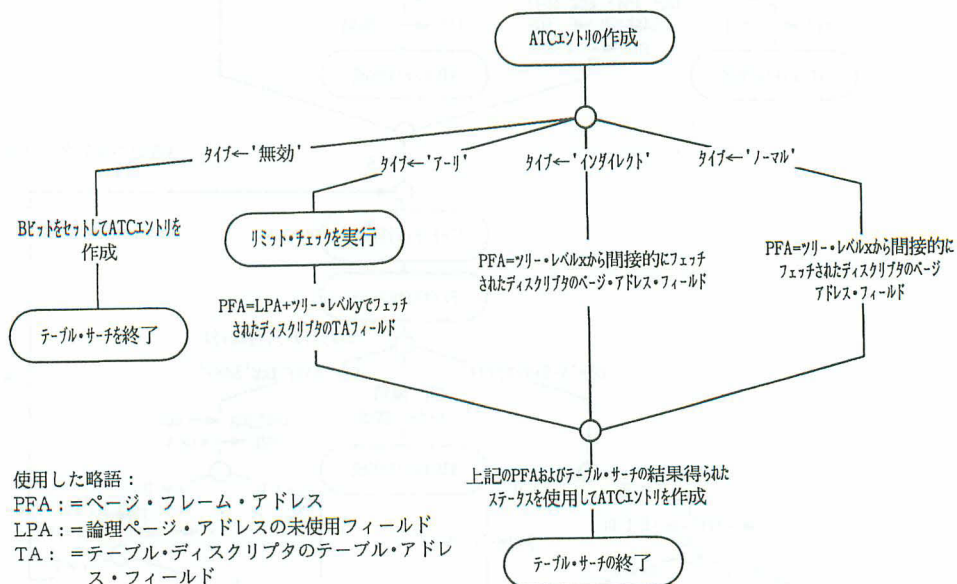 ATCエントリの作成
タイプ←'無効'
タイプ←'アーリ'
タイプ←'インダイレクト'
タイプ←'ノーマル'
Bビットをセットして ATCエントリを
作成
リミット・チェックを実行
PFA=ツリー・レベルxから間接的にフェッチ
されたディスクリプタのページ・アドレス・フィールド
PFA=ツリー・レベルxから間接的に
フェッチされたディスクリプタのページ
アドレス・フィールド
テーブル・サーチを終了
PFA=LPA+ツリー・レベルyでフェッチ
されたディスクリプタのTAフィールド
上記のPFAおよびテーブル・サーチの結果得られた
ステータスを使用してATCエントリを作成
テーブル・サーチの終了
使用した略語：
PFA：=ページ・フレーム・アドレス
LPA：=論理ページ・アドレスの未使用フィールド
TA： =テーブル・ディスクリプタのテーブル・アドレ
ス・フィールド